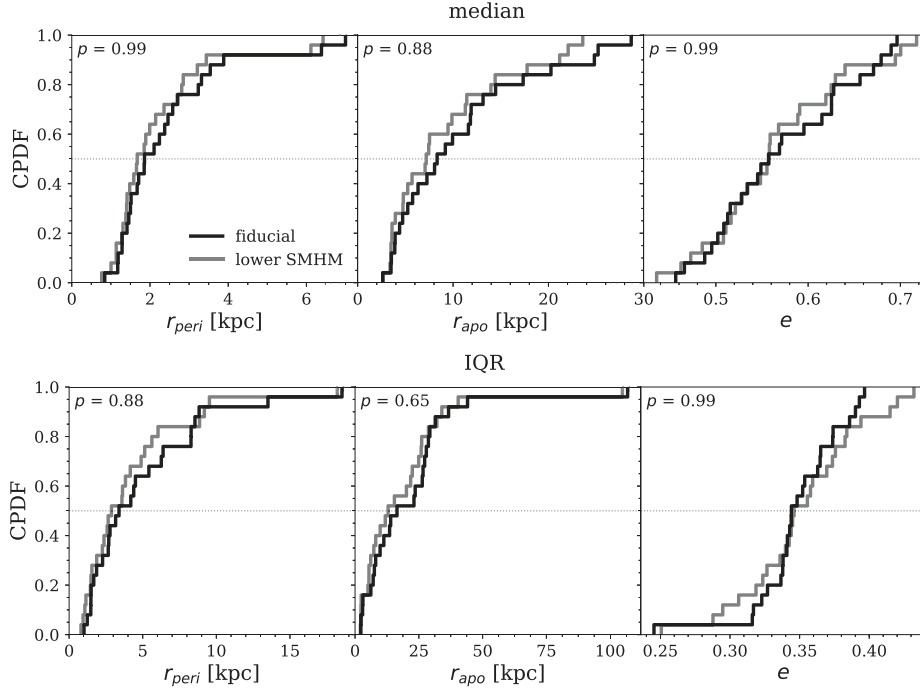 median
p = 0.99
p = 0.88
p = 0.99
CPDF
1.0
0.8
0.6
0.4
0.2
0.0
fiducial
lower SMHM
0 2 4 6 0 10 20 30 0.5 0.6 0.7
r_peri [kpc] r_apo [kpc] e
IQR
p = 0.88
p = 0.65
p = 0.99
CPDF
1.0
0.8
0.6
0.4
0.2
0.0
0 5 10 15 0 25 50 75 100 0.25 0.30 0.35 0.40
r_peri [kpc] r_apo [kpc] e